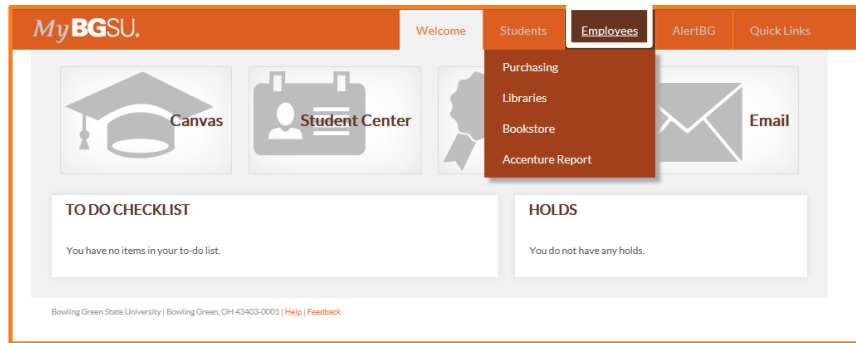 MyBGSU.
Welcome
Students
Employees
AlertBG
Quick Links
Purchasing
Libraries
Bookstore
Accenture Report
Canvas
Student Center
Email
TO DO CHECKLIST
You have no items in your to-do list.
HOLDS
You do not have any holds.
Bowling Green State University | Bowling Green, OH 43403-0001 | Help | Feedback